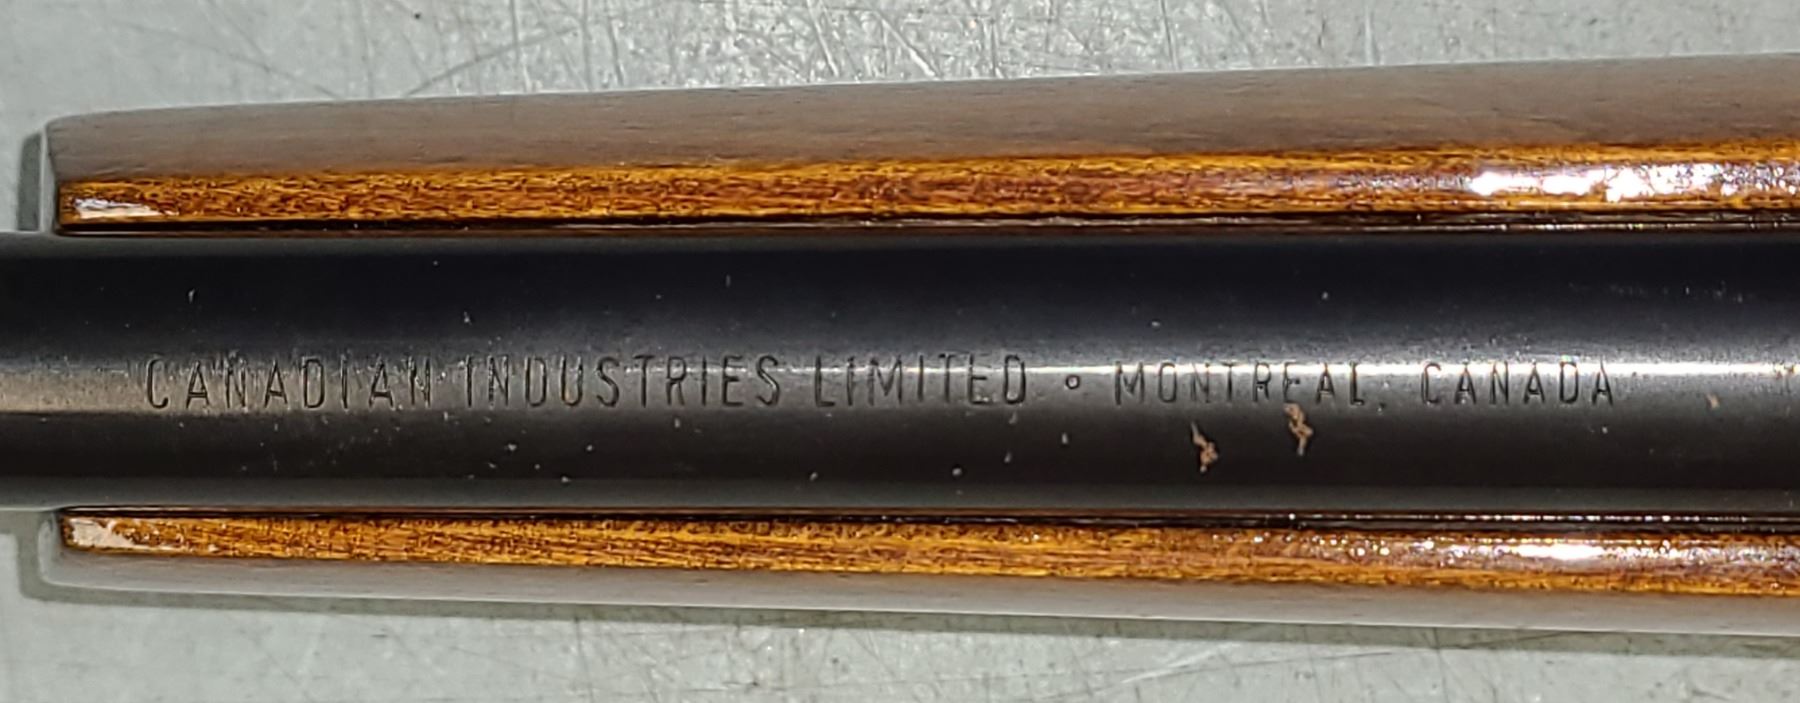 CANADIAN INDUSTRIES LIMITED ∘ MONTREAL, CANADA